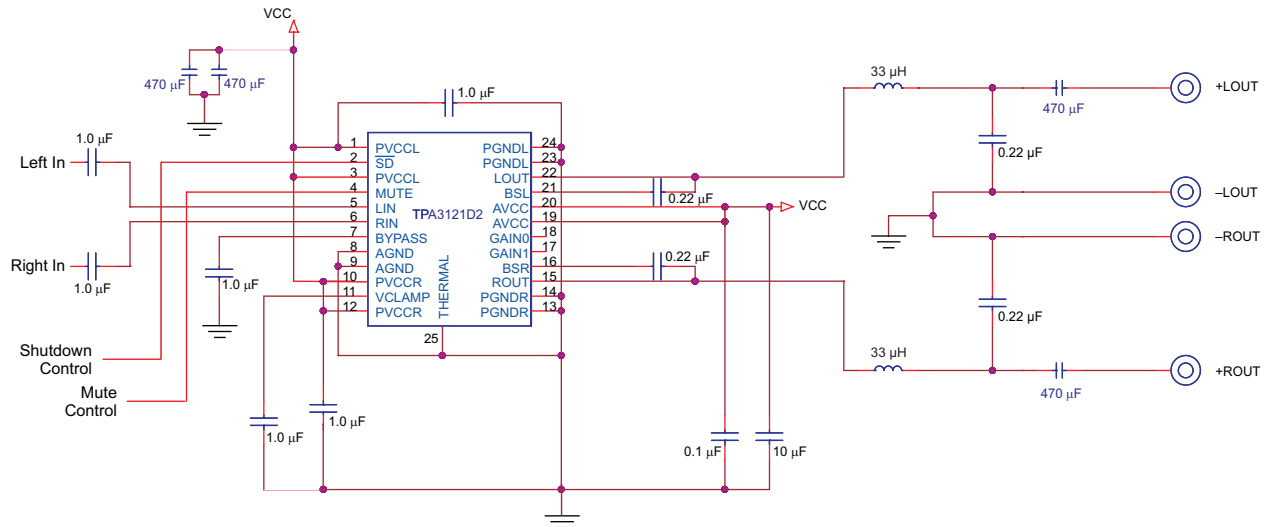 VCC
470 μF
470 μF
1.0 μF
33 μH
+LOUT
470 μF
1.0 μF
Left In
1 PVCCL
2 SD
3 PVCCL
4 MUTE
5 LIN
6 RIN
7 BYPASS
8 AGND
9 AGND
10 PVCCR
11 VCLAMP
12 PVCCR
TPA3121D2
THERMAL
25
PGNDL 24
PGNDL 23
LOUT 22
BSL 21
AVCC 20
AVCC 19
GAIN0 18
GAIN1 17
BSR 16
ROUT 15
PGNDR 14
PGNDR 13
0.22 μF
0.22 μF
VCC
–LOUT
–ROUT
0.22 μF
Right In
1.0 μF
1.0 μF
0.22 μF
Shutdown
Control
Mute
Control
33 μH
+ROUT
470 μF
1.0 μF
1.0 μF
0.1 μF
10 μF